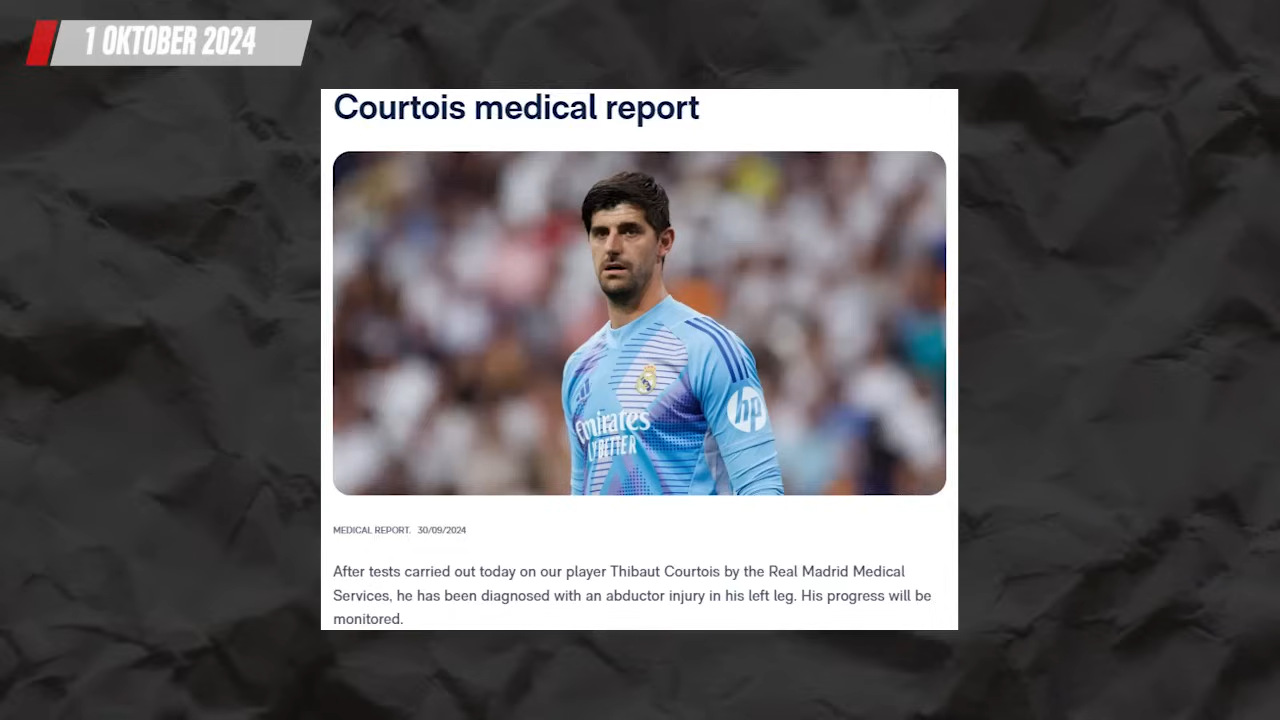 1 OKTOBER 2024
Courtois medical report
Emirates
FLY BETTER
hp
MEDICAL REPORT. 30/09/2024
After tests carried out today on our player Thibaut Courtois by the Real Madrid Medical
Services, he has been diagnosed with an abductor injury in his left leg. His progress will be
monitored.